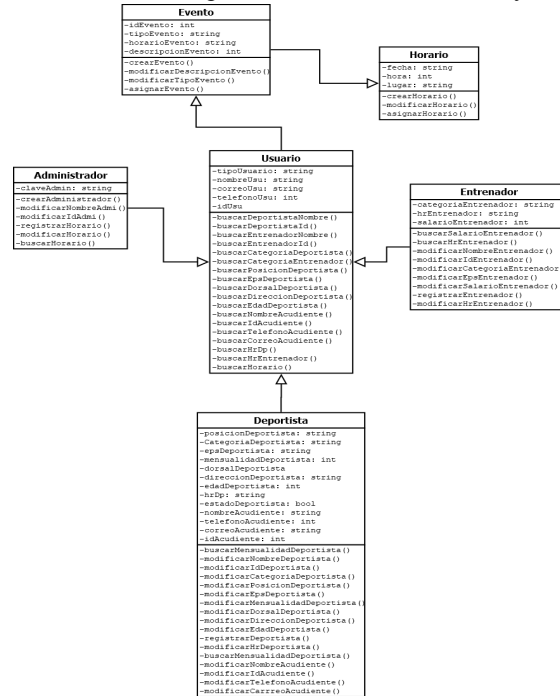 Evento
-idEvento: int
-tipoEvento: string
-horarioEvento: string
-descripcionEvento: int
-crearEvento()
-modificarDescripcionEvento()
-modificarTipoEvento()
-asignarEvento()
Horario
-fecha: string
-hora: int
-lugar: string
-crearHorario()
-modificarHorario()
-asignarHorario()
Usuario
-tipoUsuario: string
-nombreUsu: string
-correoUsu: string
-telefonoUsu: int
-idUsu
-buscarDeportistaNombre()
-buscarDeportistaId()
-buscarEntrenadorNombre()
-buscarEntrenadorId()
-buscarCategoriaDeportista()
-buscarCategoriaEntrenador()
-buscarPosicionDeportista()
-buscarEpsDeportista()
-buscarDorsalDeportista()
-buscarDireccionDeportista()
-buscarEdadDeportista()
-buscarNombreAcudiente()
-buscarIdAcudiente()
-buscarTelefonoAcudiente()
-buscarCorreoAcudiente()
-buscarHrDp()
-buscarHrEntrenador()
-buscarHorario()
Administrador
-claveAdmin: string
-crearAdministrador()
-modificarNombreAdmi()
-modificarIdAdmi()
-registrarHorario()
-modificarHorario()
-buscarHorario()
Entrenador
-categoriaEntrenador: string
-hrEntrenador: string
-salarioEntrenador: int
-buscarSalarioEntrenador()
-buscarHrEntrenador()
-modificarNombreEntrenador()
-modificarIdEntrenador()
-modificarCategoriaEntrenador
-modificarEpsEntrenador()
-modificarSalarioEntrenador()
-registrarEntrenador()
-modificarHrEntrenador()
Deportista
-posicionDeportista: string
-CategoriaDeportista: string
-epsDeportista: string
-mensualidadDeportista: int
-dorsalDeportista
-direccionDeportista: string
-edadDeportista: int
-hrDp: string
-estadoDeportista: bool
-nombreAcudiente: string
-telefonoAcudiente: int
-correoAcudiente: string
-idAcudiente: int
-buscarMensualidadDeportista()
-modificarNombreDeportista()
-modificarIdDeportista()
-modificarCategoriaDeportista()
-modificarPosicionDeportista()
-modificarEpsDeportista()
-modificarMensualidadDeportista()
-modificarDorsalDeportista()
-modificarDireccionDeportista()
-modificarEdadDeportista()
-registrarDeportista()
-modificarHrDeportista()
-buscarMensualidadDeportista()
-modificarNombreAcudiente()
-modificarIdAcudiente()
-modificarTelefonoAcudiente()
-modificarCarrreoAcudiente()